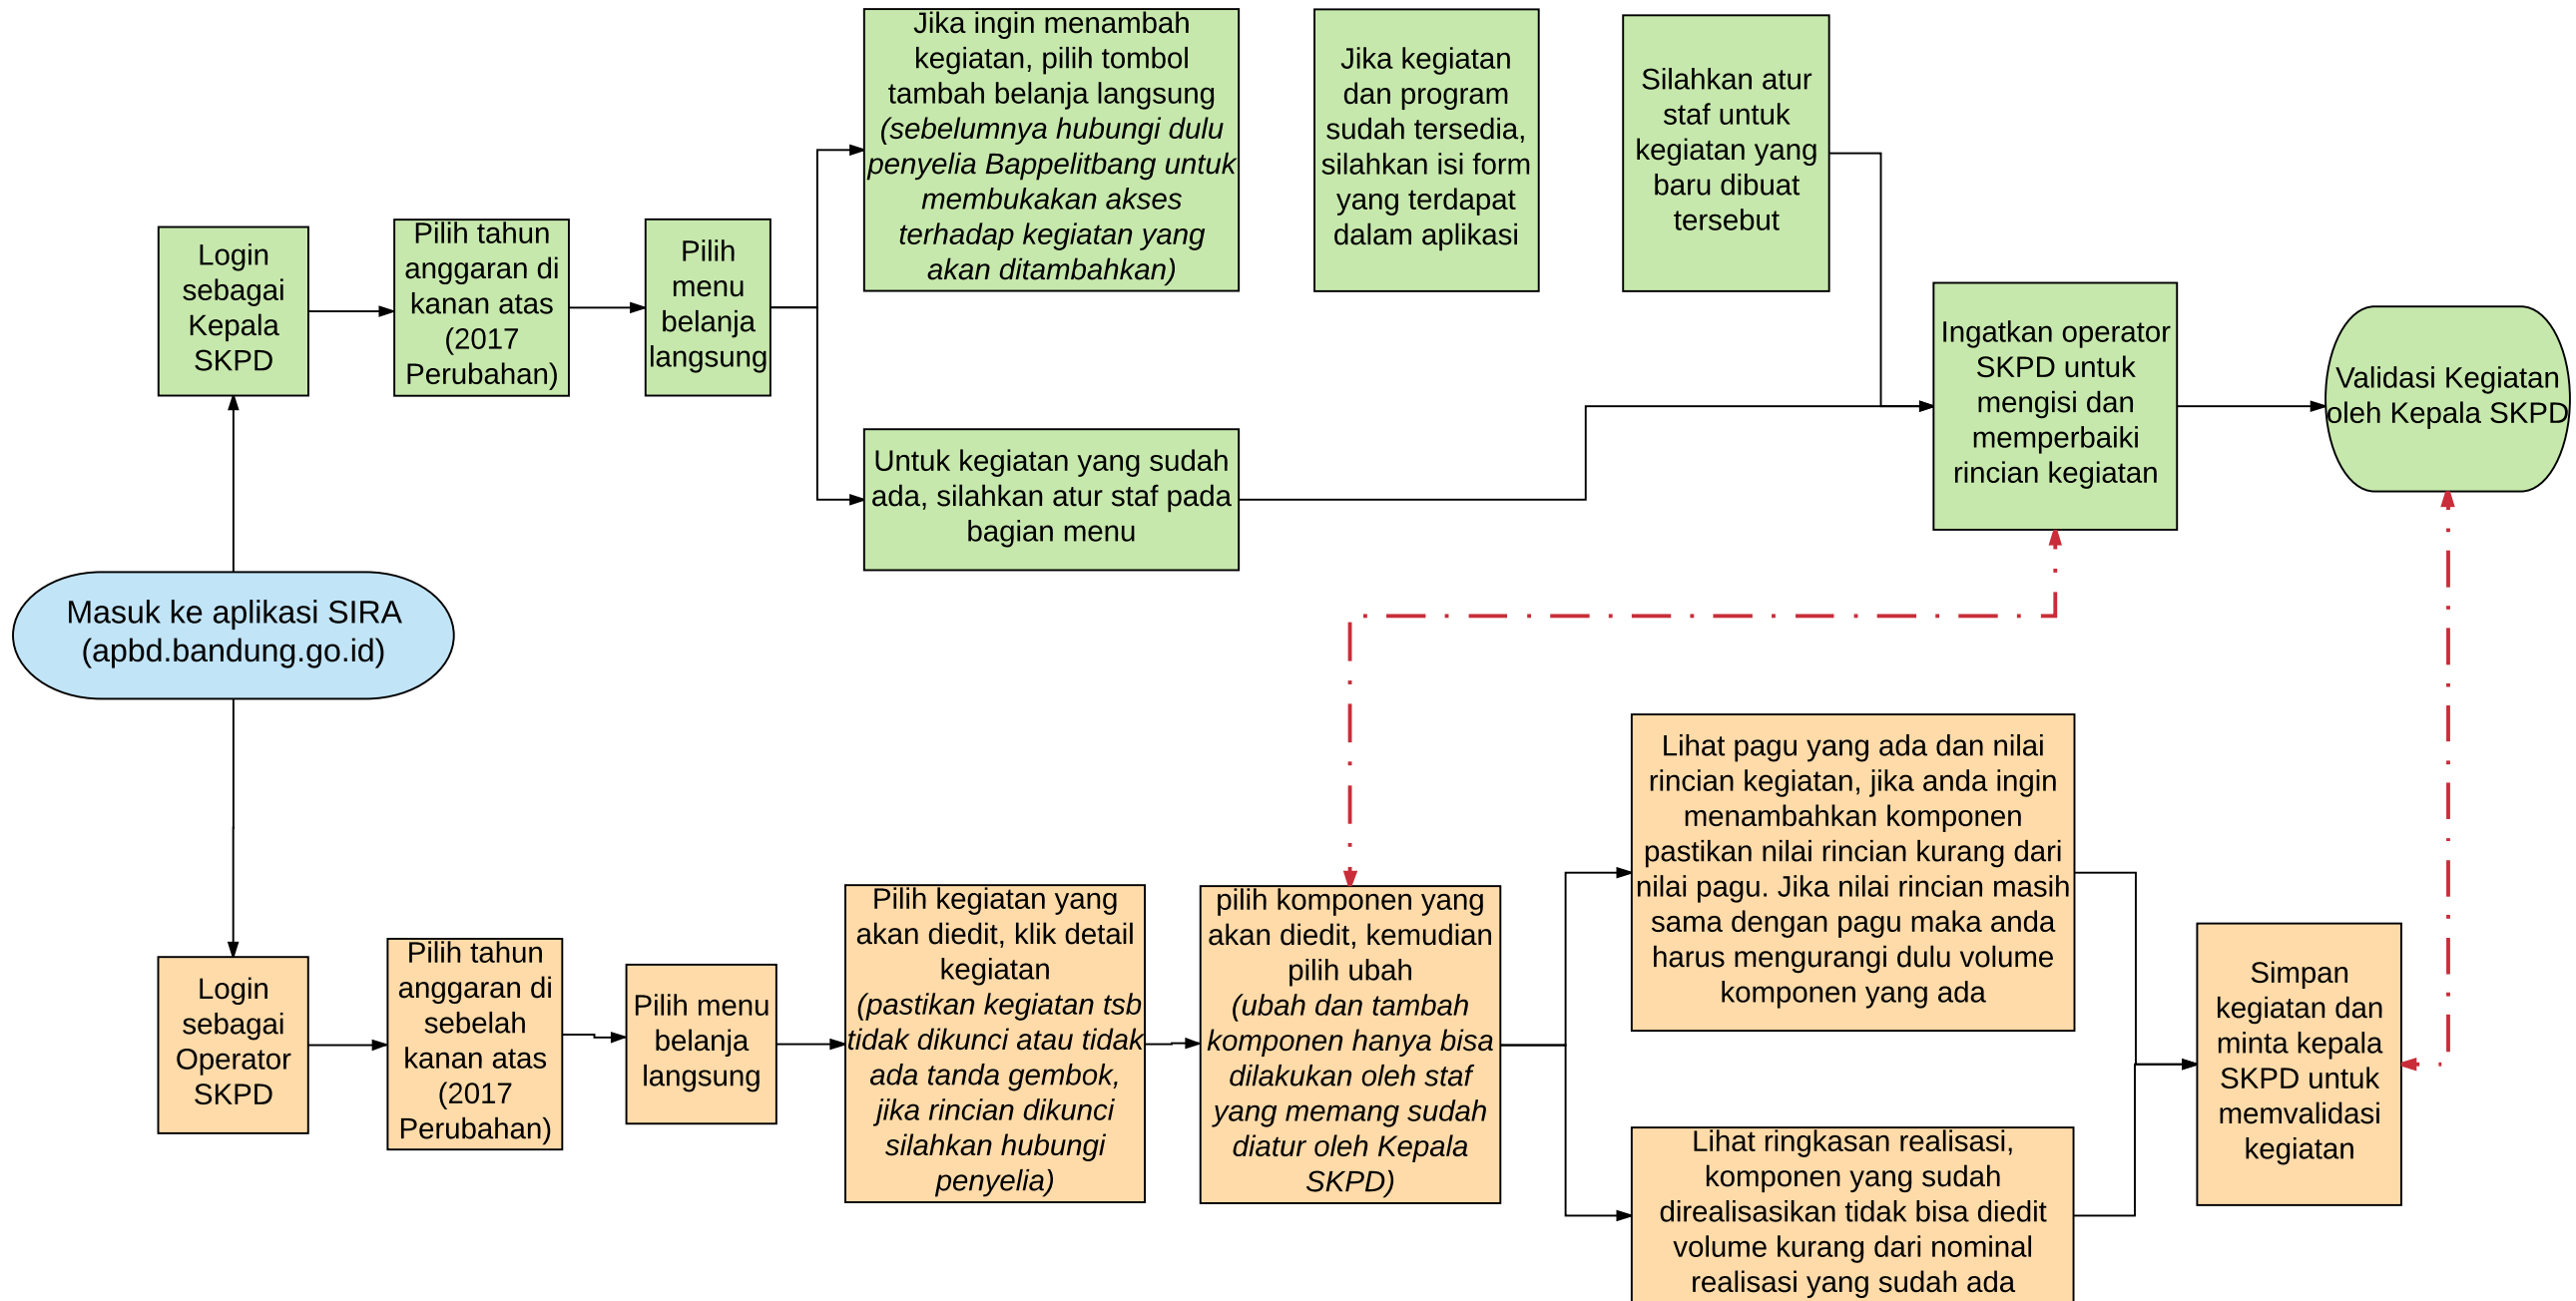 Jika ingin menambah
kegiatan, pilih tombol
tambah belanja langsung
(sebelumnya hubungi dulu
penyelia Bappelitbang untuk
membukakan akses
terhadap kegiatan yang
akan ditambahkan)
Jika kegiatan
dan program
sudah tersedia,
silahkan isi form
yang terdapat
dalam aplikasi
Silahkan atur
staf untuk
kegiatan yang
baru dibuat
tersebut
Login
sebagai
Kepala
SKPD
Pilih tahun
anggaran di
kanan atas
(2017
Perubahan)
Pilih
menu
belanja
langsung
Untuk kegiatan yang sudah
ada, silahkan atur staf pada
bagian menu
Ingatkan operator
SKPD untuk
mengisi dan
memperbaiki
rincian kegiatan
Validasi Kegiatan
oleh Kepala SKPD
Masuk ke aplikasi SIRA
(apbd.bandung.go.id)
Login
sebagai
Operator
SKPD
Pilih tahun
anggaran di
sebelah
kanan atas
(2017
Perubahan)
Pilih menu
belanja
langsung
Pilih kegiatan yang
akan diedit, klik detail
kegiatan
(pastikan kegiatan tsb
tidak dikunci atau tidak
ada tanda gembok,
jika rincian dikunci
silahkan hubungi
penyelia)
pilih komponen yang
akan diedit, kemudian
pilih ubah
(ubah dan tambah
komponen hanya bisa
dilakukan oleh staf
yang memang sudah
diatur oleh Kepala
SKPD)
Lihat pagu yang ada dan nilai
rincian kegiatan, jika anda ingin
menambahkan komponen
pastikan nilai rincian kurang dari
nilai pagu. Jika nilai rincian masih
sama dengan pagu maka anda
harus mengurangi dulu volume
komponen yang ada
Lihat ringkasan realisasi,
komponen yang sudah
direalisasikan tidak bisa diedit
volume kurang dari nominal
realisasi yang sudah ada
Simpan
kegiatan dan
minta kepala
SKPD untuk
memvalidasi
kegiatan